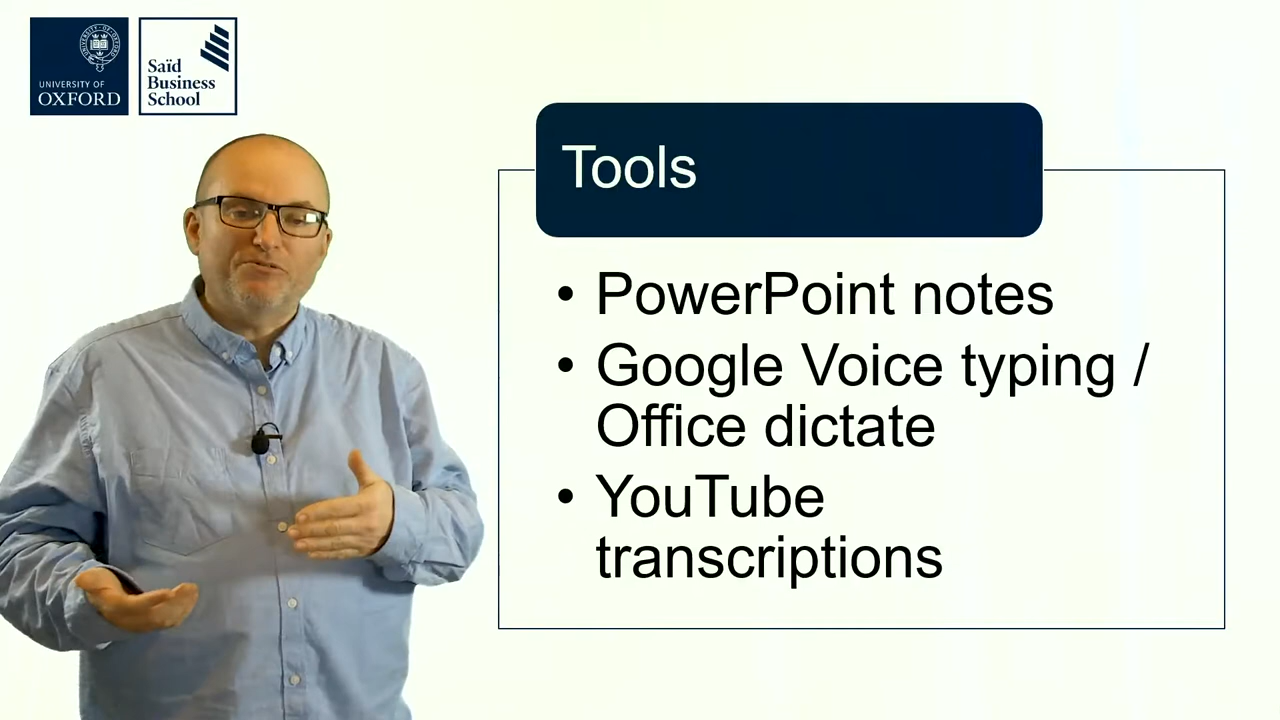 UNIVERSITY OF
OXFORD
Saïd
Business
School
Tools
• PowerPoint notes
• Google Voice typing /
Office dictate
• YouTube
transcriptions